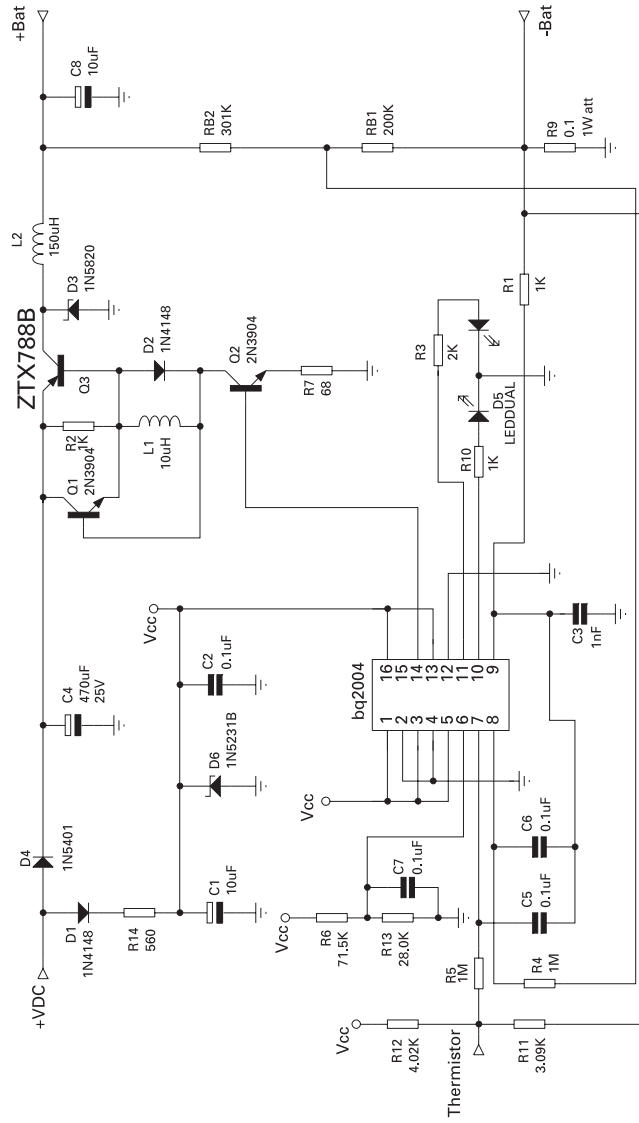 +VDC
D4
1N5401
C4
470uF
25V
Q1
2N3904
R2
1K
ZTX788B
Q3
L1
10uH
D2
1N4148
D3
1N5820
L2
150uH
C8
10uF
+Bat
D1
1N4148
R14
560
C1
10uF
D6
1N5231B
C2
0.1uF
Vcc
Q2
2N3904
R7
68
RB2
301K
RB1
200K
Vcc
R6
71.5K
R13
28.0K
C7
0.1uF
Vcc
bq2004
1
2
3
4
5
6
7
8
16
15
14
13
12
11
10
9
R3
2K
R10
1K
D5
LEDDUAL
R1
1K
R9
0.1
1Watt
-Bat
Vcc
R12
4.02K
Thermistor
R11
3.09K
R5
1M
R4
1M
C5
0.1uF
C6
0.1uF
C3
1nF